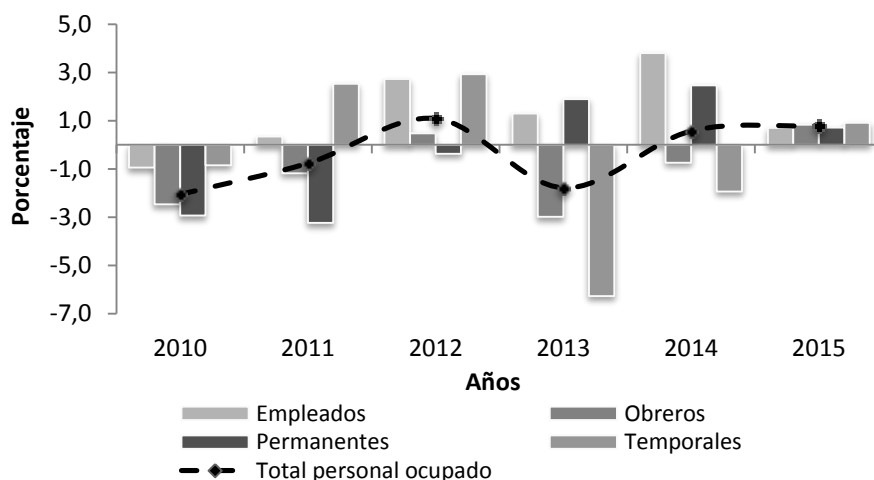 5,0
3,0
1,0
-1,0
-3,0
-5,0
-7,0
Porcentaje
2010 2011 2012 2013 2014 2015
Años
Empleados Obreros
Permanentes Temporales
Total personal ocupado